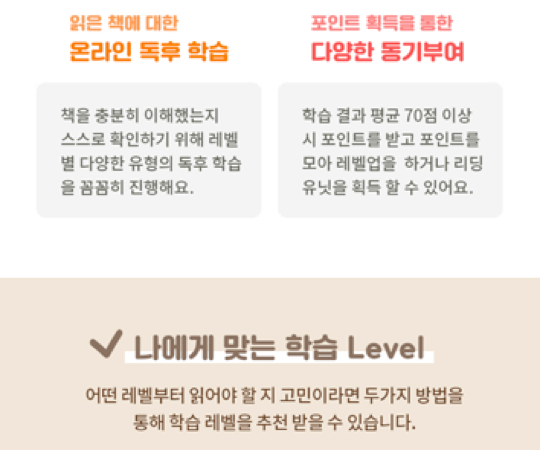 읽은 책에 대한
온라인 독후 학습
책을 충분히 이해했는지
스스로 확인하기 위해 레벨
별 다양한 유형의 독후 학습
을 꼼꼼히 진행해요.
포인트 획득을 통한
다양한 동기부여
학습 결과 평균 70점 이상
시 포인트를 받고 포인트를
모아 레벨업을 하거나 리딩
유닛을 획득 할 수 있어요.
나에게 맞는 학습 Level
어떤 레벨부터 읽어야 할 지 고민이라면 두가지 방법을
통해 학습 레벨을 추천 받을 수 있습니다.